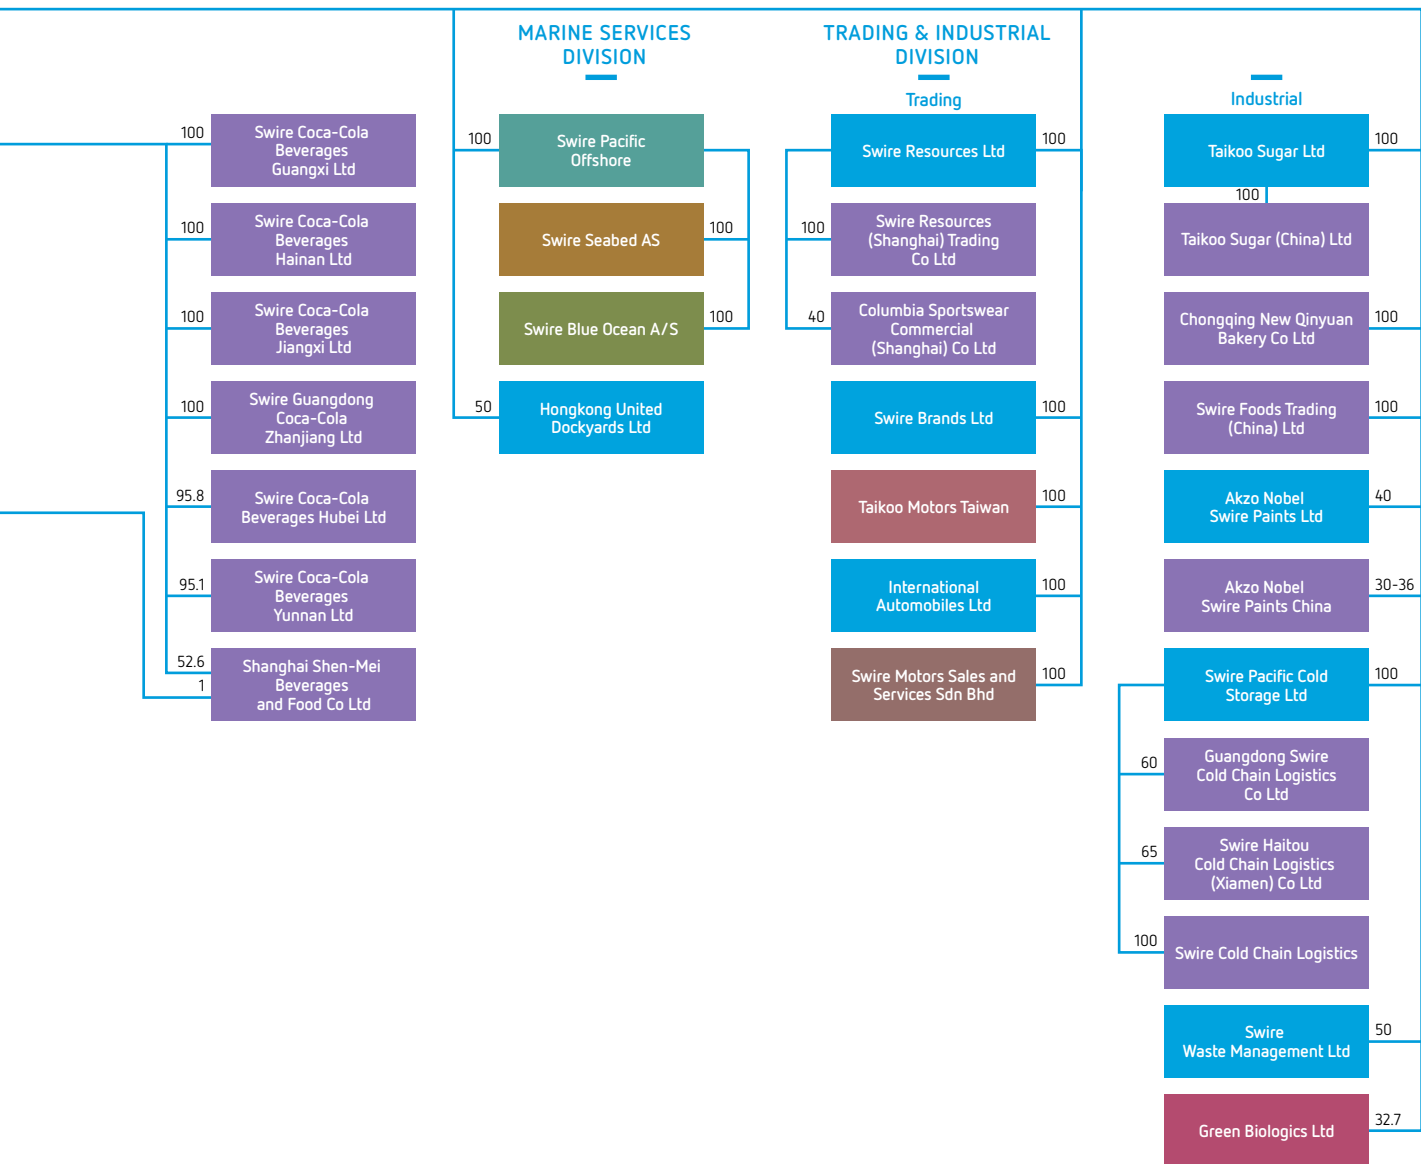 100
Swire Coca-Cola
Beverages
Guangxi Ltd
100
Swire Coca-Cola
Beverages
Hainan Ltd
100
Swire Coca-Cola
Beverages
Jiangxi Ltd
100
Swire Guangdong
Coca-Cola
Zhanjiang Ltd
95.8
Swire Coca-Cola
Beverages Hubei Ltd
95.1
Swire Coca-Cola
Beverages
Yunnan Ltd
52.6
1
Shanghai Shen-Mei
Beverages
and Food Co Ltd
MARINE SERVICES
DIVISION
100
Swire Pacific
Offshore
Swire Seabed AS
100
Swire Blue Ocean A/S
100
50
Hongkong United
Dockyards Ltd
TRADING & INDUSTRIAL
DIVISION
Trading
Swire Resources Ltd
100
100
Swire Resources
(Shanghai) Trading
Co Ltd
40
Columbia Sportswear
Commercial
(Shanghai) Co Ltd
Swire Brands Ltd
100
Taikoo Motors Taiwan
100
International
Automobiles Ltd
100
Swire Motors Sales and
Services Sdn Bhd
100
Industrial
Taikoo Sugar Ltd
100
100
Taikoo Sugar (China) Ltd
Chongqing New Qinyuan
Bakery Co Ltd
100
Swire Foods Trading
(China) Ltd
100
Akzo Nobel
Swire Paints Ltd
40
Akzo Nobel
Swire Paints China
30-36
Swire Pacific Cold
Storage Ltd
100
60
Guangdong Swire
Cold Chain Logistics
Co Ltd
65
Swire Haitou
Cold Chain Logistics
(Xiamen) Co Ltd
100
Swire Cold Chain Logistics
Swire
Waste Management Ltd
50
Green Biologics Ltd
32.7